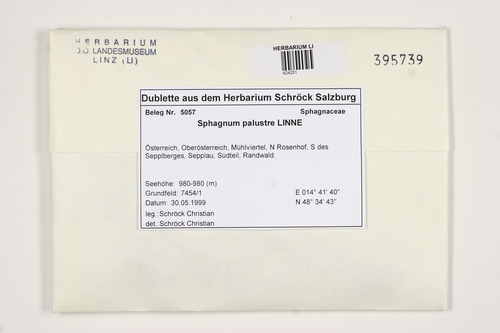 HERBARIUM
O.Ö. LANDESMUSEUM
LINZ (LI)
HERBARIUM LI
395739
Dublette aus dem Herbarium Schröck Salzburg
Beleg Nr. 5057 Sphagnaceae
Sphagnum palustre LINNE
Österreich, Oberösterreich, Mühlviertel, N Rosenhof, S des
Sepplberges, Sepplau, Südteil, Randwald.
Seehöhe: 980-980 (m)
Grundfeld: 7454/1 E 014° 41' 40"
Datum: 30.05.1999 N 48° 34' 43"
leg.: Schröck Christian
det.: Schröck Christian